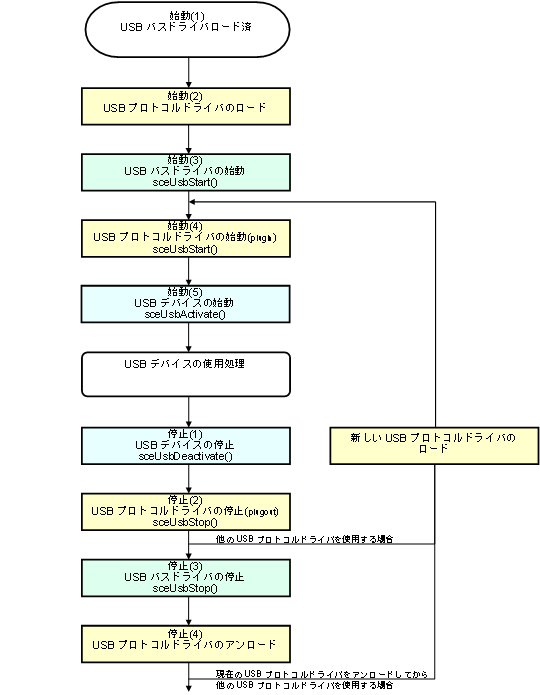 始動(1)
USB バスドライバロード済
始動(2)
USB プロトコルドライバのロード
始動(3)
USB バスドライバの始動
sceUsbStart()
始動(4)
USB プロトコルドライバの始動(plugin)
sceUsbStart()
始動(5)
USB デバイスの始動
sceUsbActivate()
USB デバイスの使用処理
停止(1)
USB デバイスの停止
sceUsbDeactivate()
新しい USB プロトコルドライバの
ロード
停止(2)
USB プロトコルドライバの停止(plugout)
sceUsbStop()
他の USB プロトコルドライバを使用する場合
停止(3)
USB バスドライバの停止
sceUsbStop()
停止(4)
USB プロトコルドライバのアンロード
現在の USB プロトコルドライバをアンロードしてから
他の USB プロトコルドライバを使用する場合